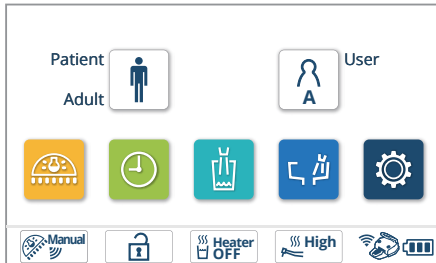 Patient
User
Adult
A
Manual
Heater
OFF
High